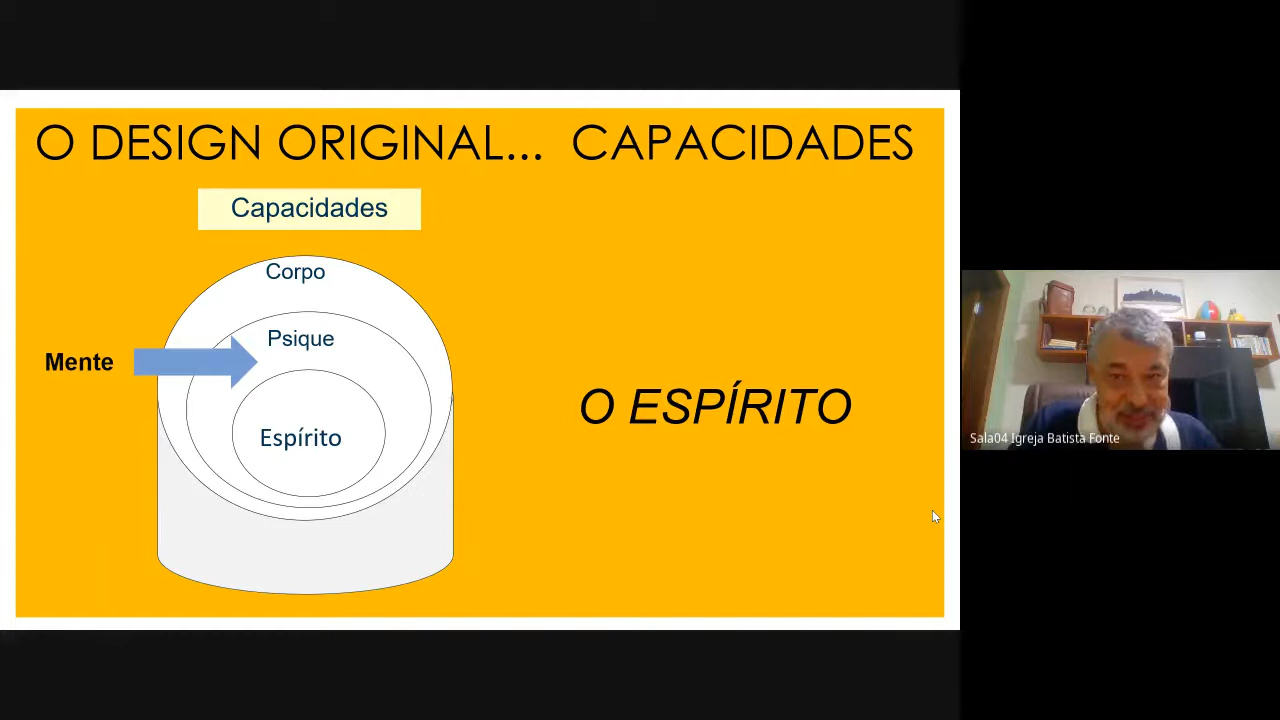 O DESIGN ORIGINAL... CAPACIDADES
Capacidades
Corpo
Psique
Mente
Espírito
O ESPÍRITO
Sala04 Igreja Batista Fonte